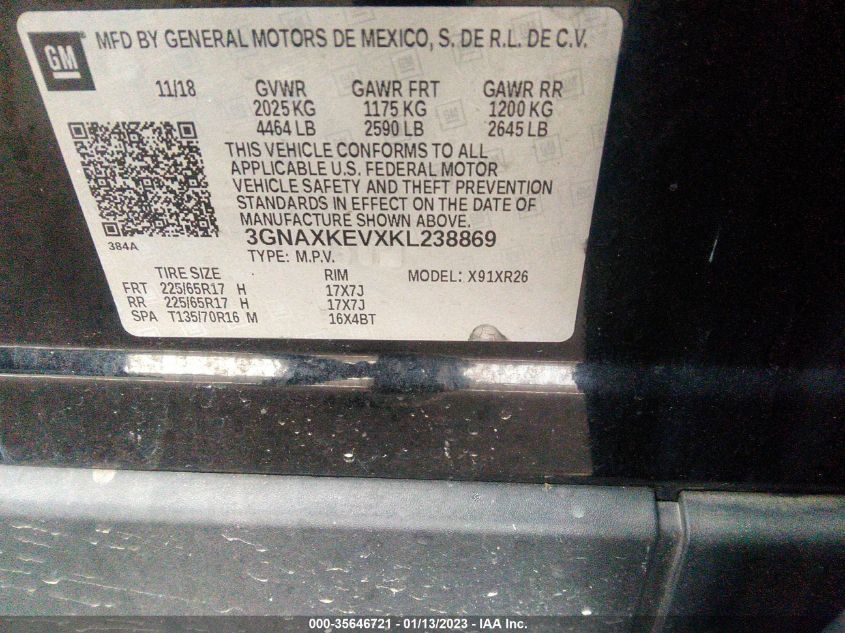 GM
MFD BY GENERAL MOTORS DE MEXICO, S. DE R.L. DE C.V.
11/18 GVWR GAWR FRT GAWR RR
2025 KG 1175 KG 1200 KG
4464 LB 2590 LB 2645 LB
THIS VEHICLE CONFORMS TO ALL
APPLICABLE U.S. FEDERAL MOTOR
VEHICLE SAFETY AND THEFT PREVENTION
STANDARDS IN EFFECT ON THE DATE OF
MANUFACTURE SHOWN ABOVE.
384A
3GNAXKEVXKL238869
TYPE: M.P.V.
TIRE SIZE RIM MODEL: X91XR26
FRT 225/65R17 H 17X7J
RR 225/65R17 H 17X7J
SPA T135/70R16 M 16X4BT
000-35646721 - 01/13/2023 - IAA Inc.